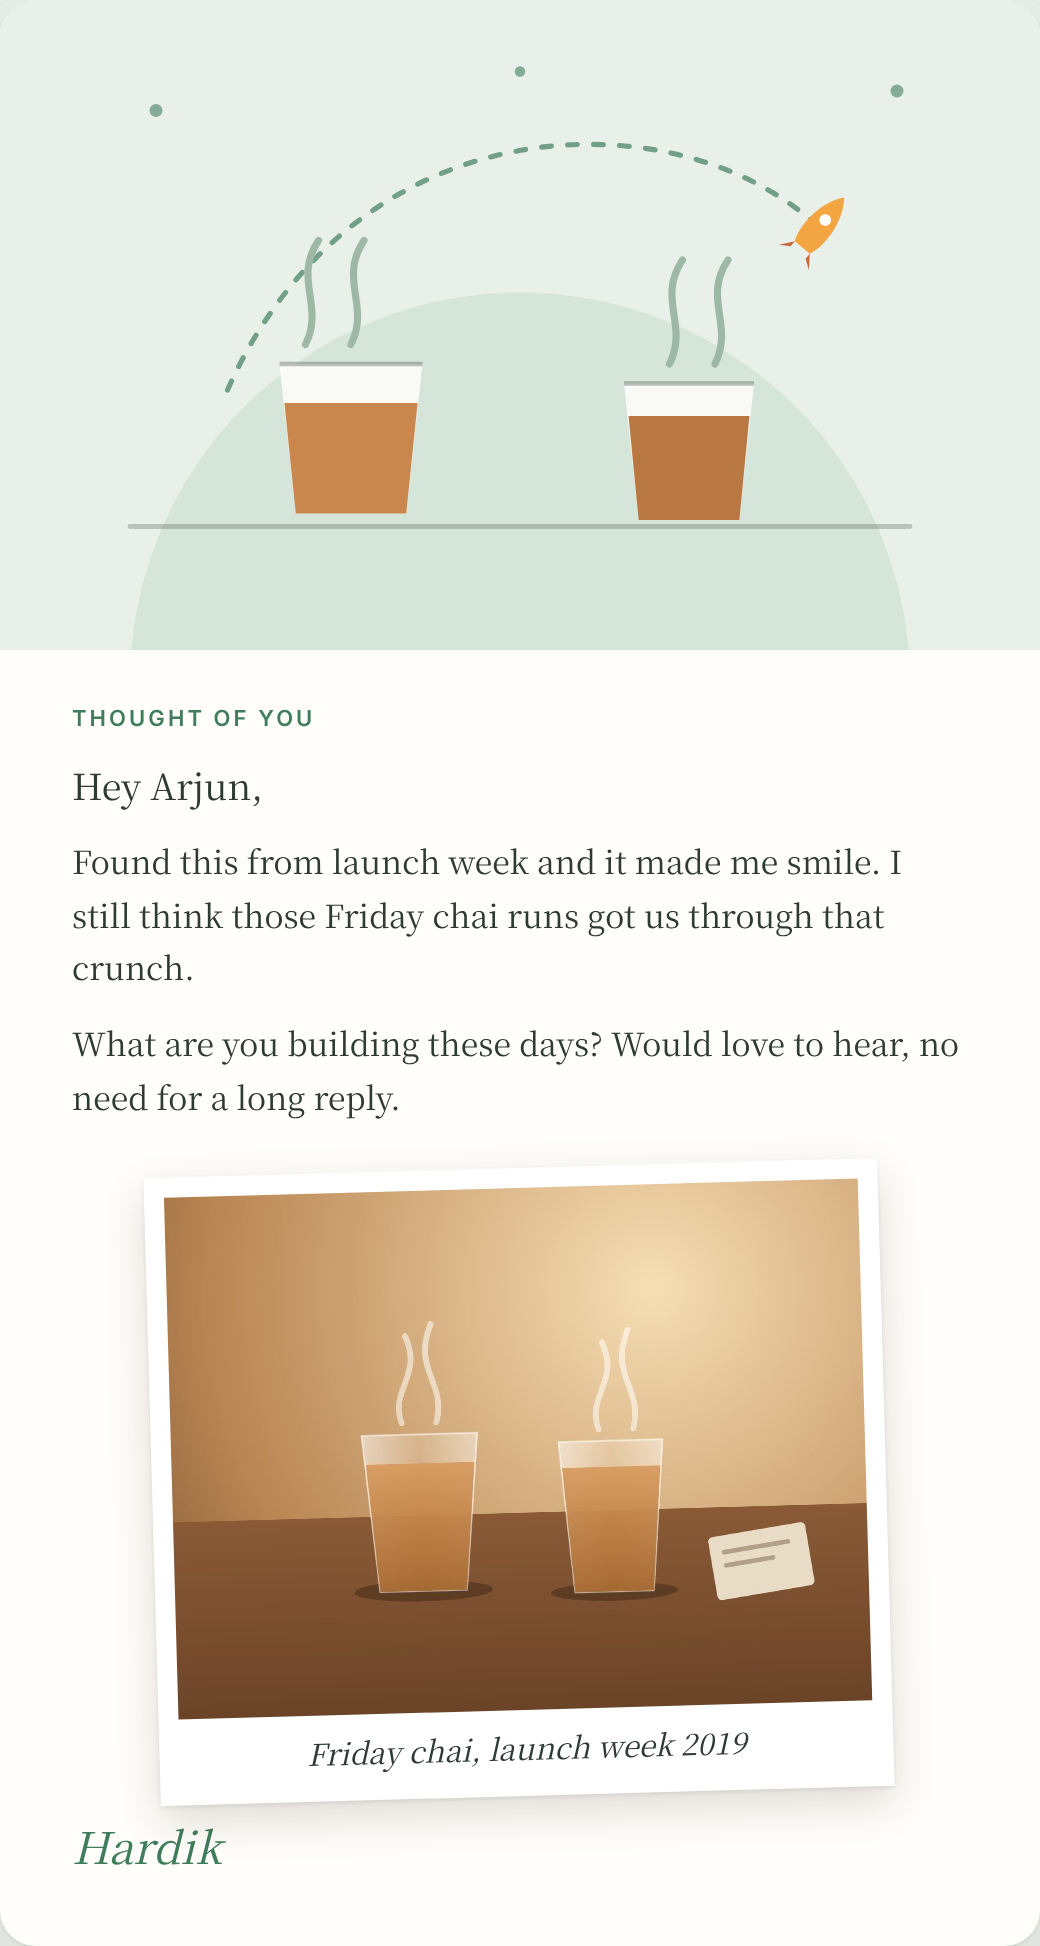 THOUGHT OF YOU
Hey Arjun,
Found this from launch week and it made me smile. I
still think those Friday chai runs got us through that
crunch.
What are you building these days? Would love to hear, no
need for a long reply.
Friday chai, launch week 2019
Hardik